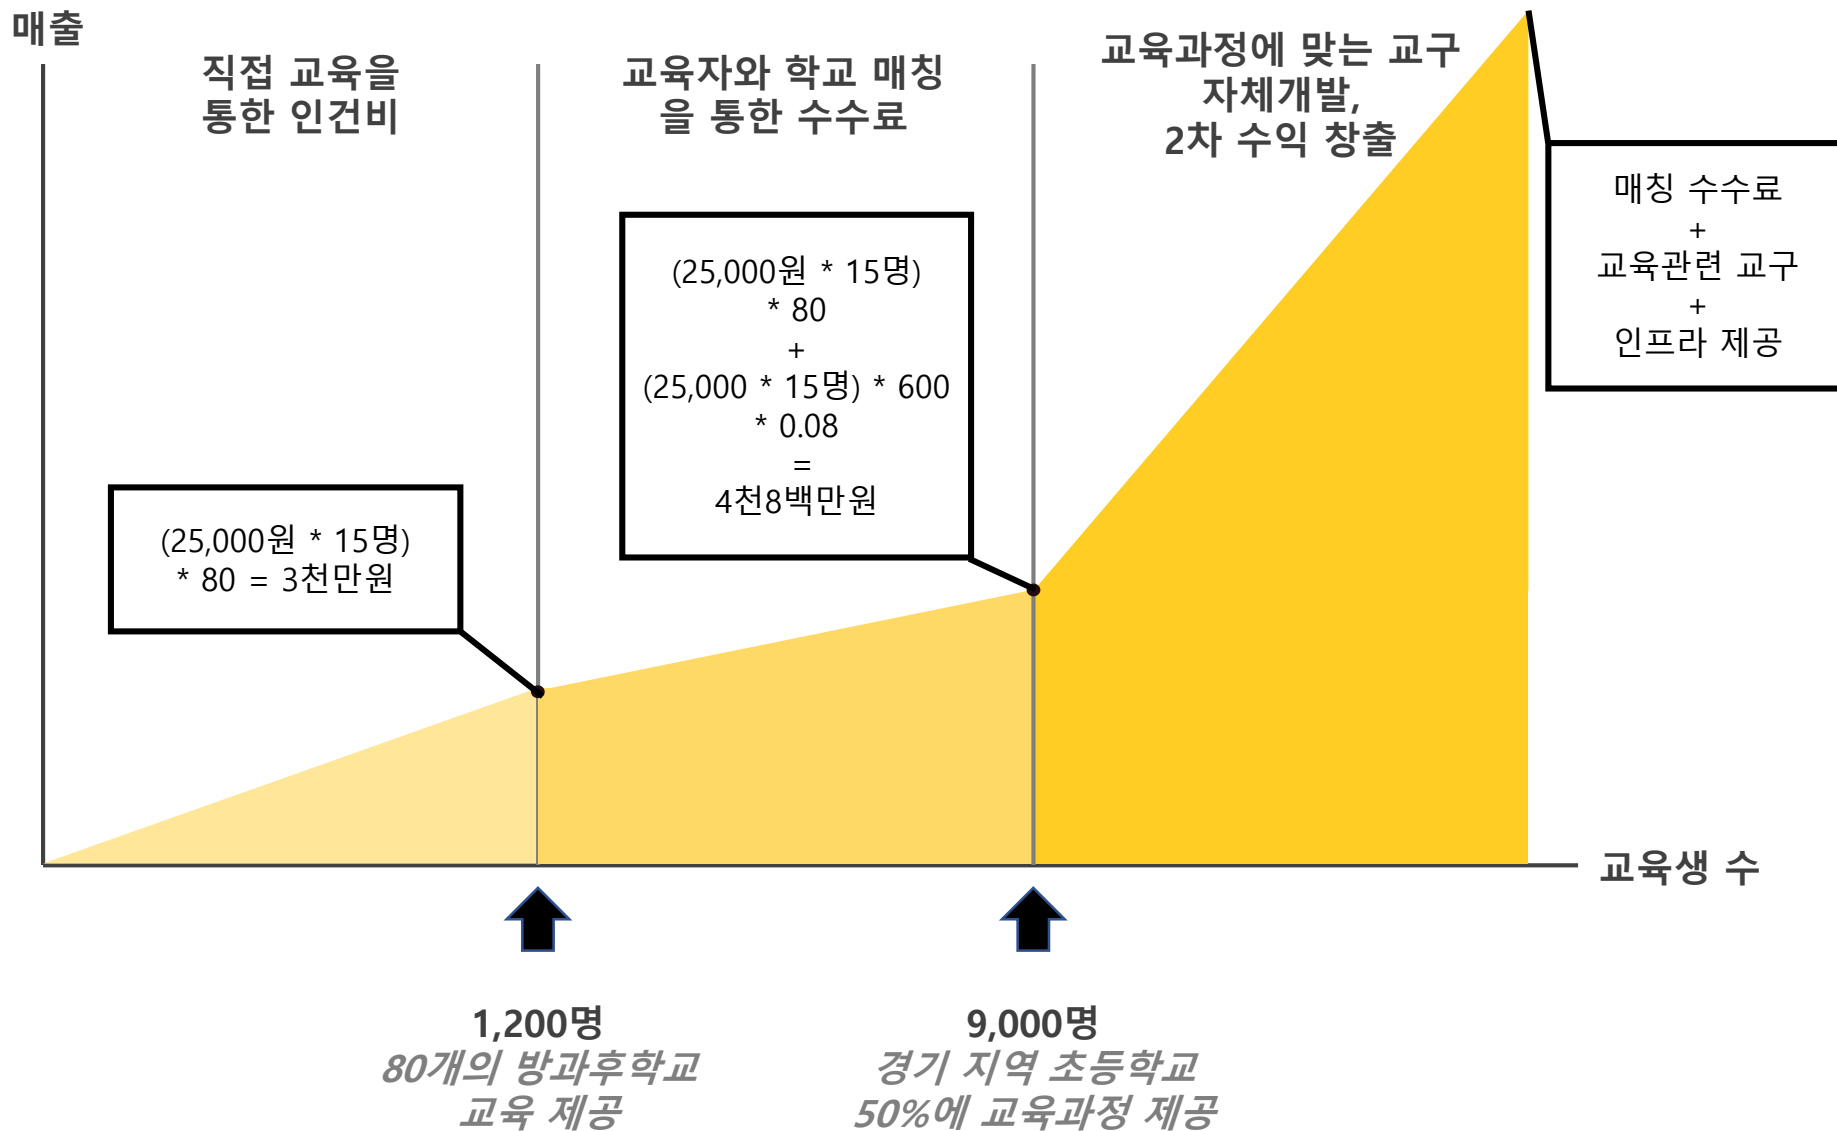 매출
직접 교육을
통한 인건비
교육자와 학교 매칭
을 통한 수수료
교육과정에 맞는 교구
자체개발,
2차 수익 창출
매칭 수수료
+
교육관련 교구
+
인프라 제공
(25,000원 * 15명)
* 80
+
(25,000 * 15명) * 600
* 0.08
=
4천8백만원
(25,000원 * 15명)
* 80 = 3천만원
교육생 수
1,200명
80개의 방과후학교
교육 제공
9,000명
경기 지역 초등학교
50%에 교육과정 제공